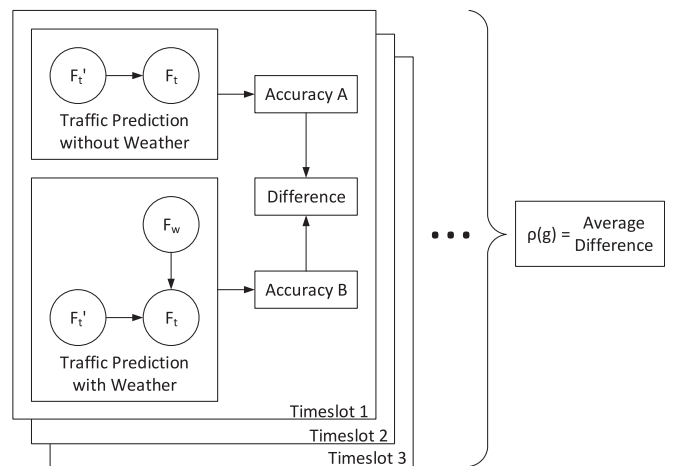 Ft'
Ft
Traffic Prediction
without Weather
Accuracy A
Difference
Fw
Accuracy B
Ft'
Ft
Traffic Prediction
with Weather
Timeslot 1
Timeslot 2
Timeslot 3
ρ(g) = Average
Difference